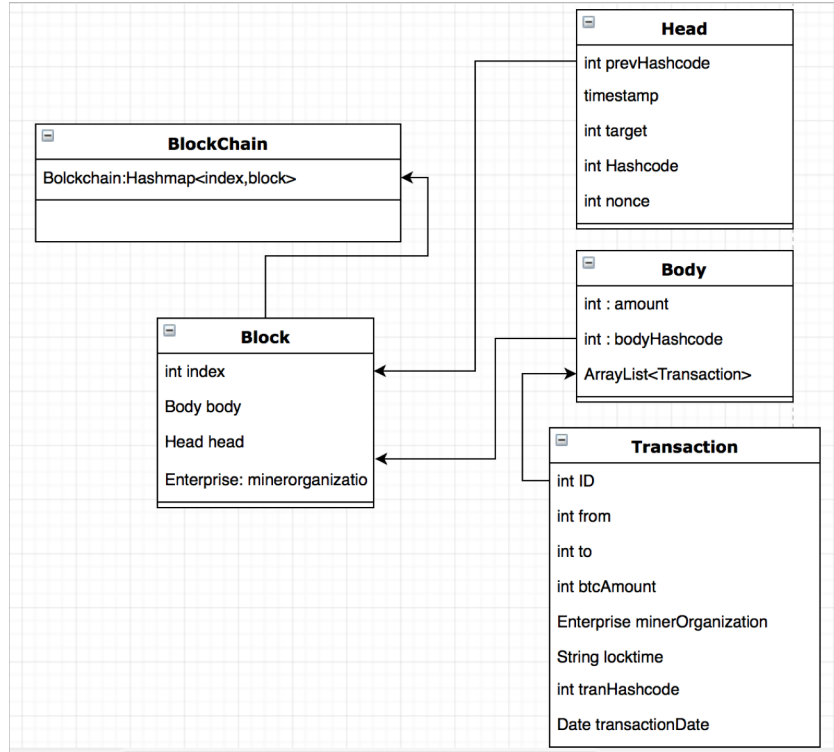 Head
int prevHashcode
timestamp
int target
int Hashcode
int nonce
BlockChain
Bolckchain:Hashmap<index,block>
Body
int : amount
int : bodyHashcode
ArrayList<Transaction>
Block
int index
Body body
Head head
Enterprise: minerorganizatio
Transaction
int ID
int from
int to
int btcAmount
Enterprise minerOrganization
String locktime
int tranHashcode
Date transactionDate